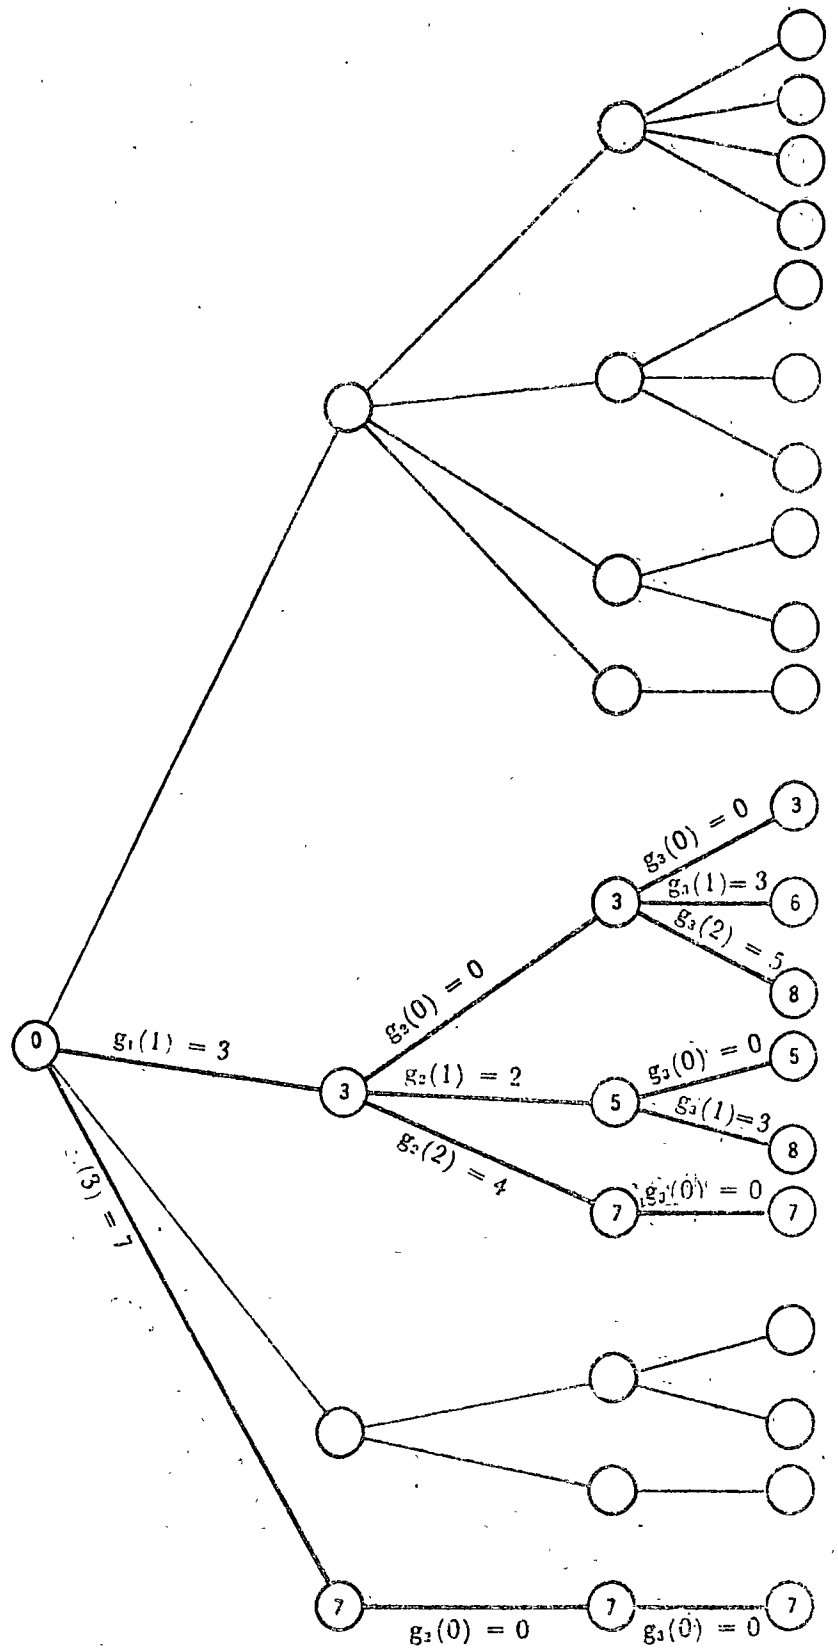 3
g₃(0) = 0
g₃(1)= 3
3
6
g₃(2) = 5
g₂(0) = 0
8
0
g₁(1) = 3
g₃(0) = 0
5
3
g₂(1) = 2
5
g₃(1)=3
8
g₂(2) = 4
7
g₃(0) = 0
7
(3) = 7
7
7
7
g₂(0) = 0
g₃(0) = 0